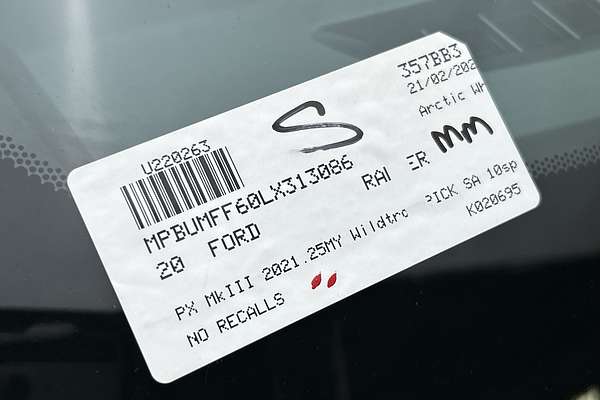 357BB3
21/02/202
U220263
S
Arctic WH
MPBUMFF60LX313086
MM
20 FORD RAN ER
PX MkIII 2021.25MY Wildtrc PICK SA 10sp
NO RECALLS K020695